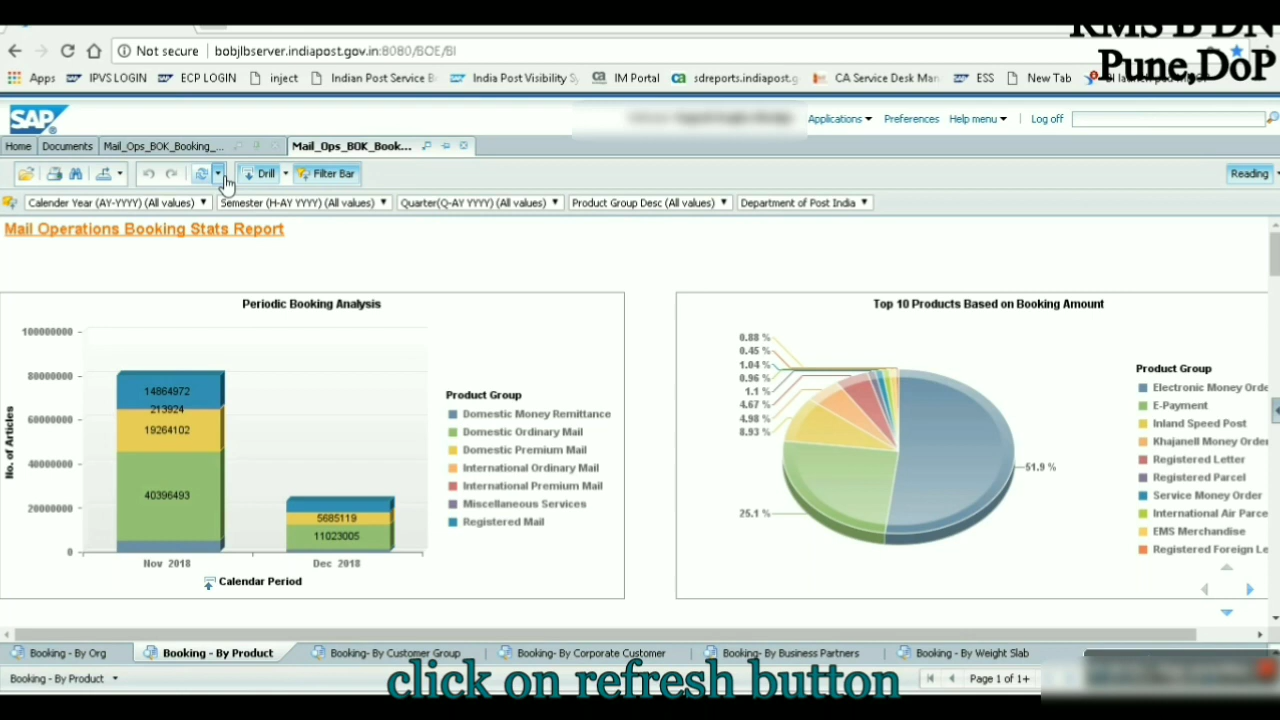 RMS B DN
Pune,DoP
Not secure | bobjlbserver.indiapost.gov.in:8080/BOE/BI
Apps IPVS LOGIN ECP LOGIN inject Indian Post Service B India Post Visibility Sy IM Portal sdreports.indiapost.g CA Service Desk Man ESS New Tab
SAP
Applications Preferences Help menu | Log off
Home Documents Mail_Ops_BOK_Booking_... Mail_Ops_BOK_Book...
Drill Filter Bar Reading
Calender Year (AY-YYYY) (All values) Semester (H-AY YYYY) (All values) Quarter(Q-AY YYYY) (All values) Product Group Desc (All values) Department of Post India
Mail Operations Booking Stats Report
Periodic Booking Analysis
No. of Articles
100000000
80000000
60000000
40000000
20000000
0
14864972
213924
19264102
40396493
5685119
11023005
Nov 2018 Dec 2018
Calendar Period
Product Group
Domestic Money Remittance
Domestic Ordinary Mail
Domestic Premium Mail
International Ordinary Mail
International Premium Mail
Miscellaneous Services
Registered Mail
Top 10 Products Based on Booking Amount
0.88 %
0.45 %
1.04 %
0.96 %
1.1 %
4.67 %
4.98 %
8.93 %
25.1 %
51.9 %
Product Group
Electronic Money Orde
E-Payment
Inland Speed Post
Khajanell Money Order
Registered Letter
Registered Parcel
Service Money Order
International Air Parce
EMS Merchandise
Registered Foreign Le
Booking - By Org Booking - By Product Booking- By Customer Group Booking - By Corporate Customer Booking - By Business Partners Booking - By Weight Slab
Booking - By Product Page 1 of 1+
click on refresh button